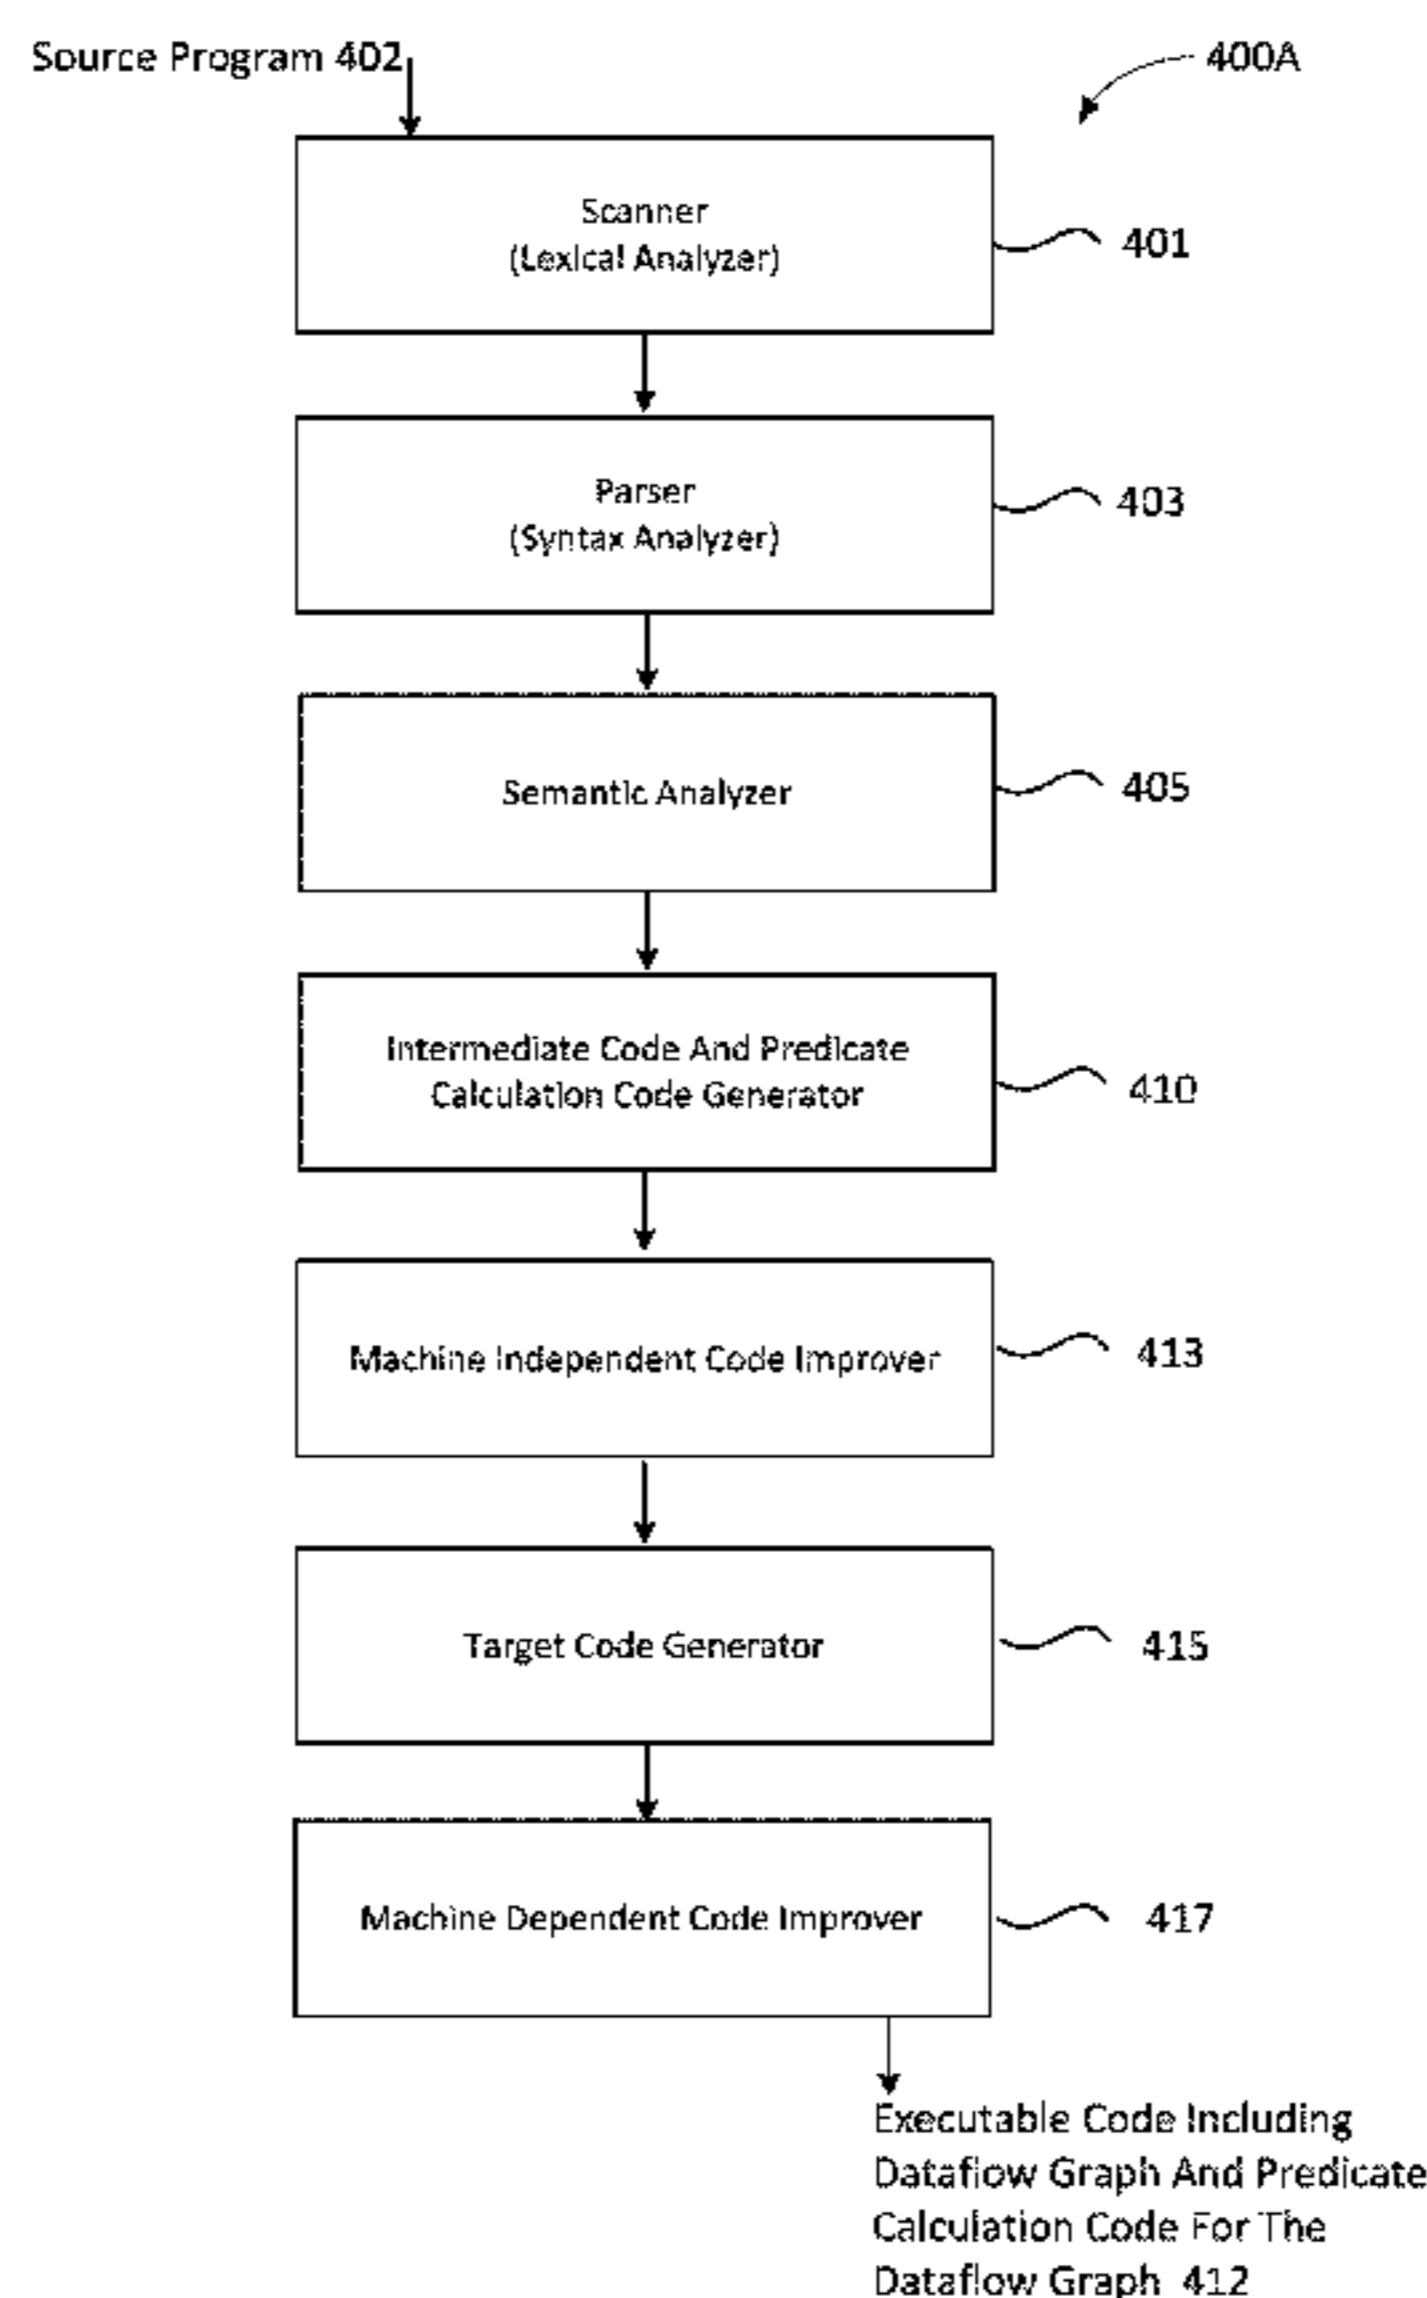 Source Program 402
400A
Scanner
(Lexical Analyzer)
401
Parser
(Syntax Analyzer)
403
Semantic Analyzer
405
Intermediate Code And Predicate
Calculation Code Generator
410
Machine Independent Code Improver
413
Target Code Generator
415
Machine Dependent Code Improver
417
Executable Code Including
Dataflow Graph And Predicate
Calculation Code For The
Dataflow Graph 412